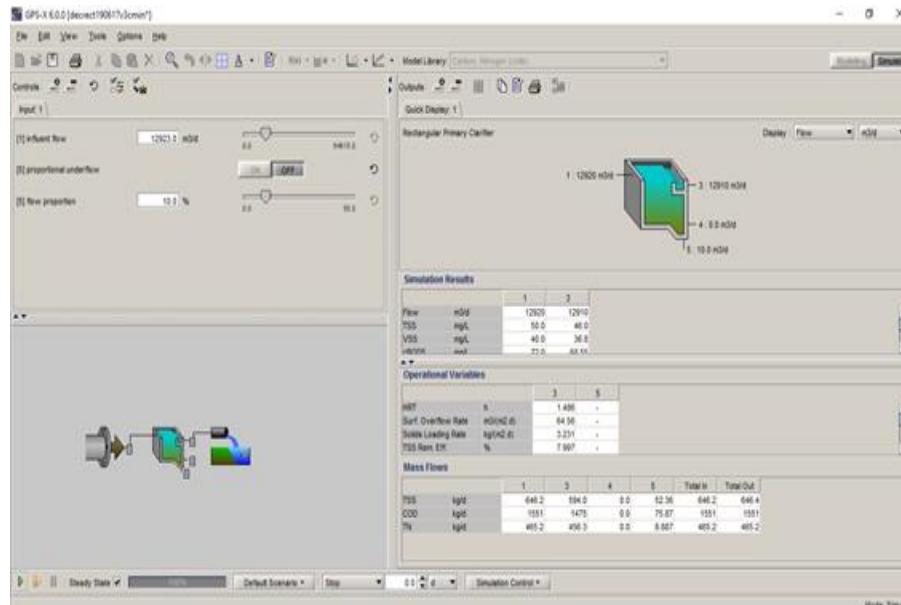 GPS-X 6.0.0
File Edit View Tools Options Help
Model Library
Simulation
Controls
Outputs
Input 1
Quick Display: 1
[1] influent flow 12923.0 m3/d
[5] proportional underflow ON OFF
[5] flow proportion 10.0 %
Rectangular Primary Clarifier
Display Flow m3/d
1 : 12920 m3/d
3 : 12910 m3/d
4 : 0.0 m3/d
5 : 10.0 m3/d
Simulation Results
1 3
Flow m3/d 12920 12910
TSS mg/L 50.0 46.0
VSS mg/L 40.0 36.8
Operational Variables
3 5
HRT h 1.486 -
Surf. Overflow Rate m3/(m2.d) 64.56 -
Solids Loading Rate kg/(m2.d) 3.231 -
TSS Rem. Eff. % 7.997 -
Mass Flows
1 3 4 5 Total In Total Out
TSS kg/d 646.2 594.0 0.0 52.36 646.2 646.4
COD kg/d 1551 1475 0.0 75.87 1551 1551
TN kg/d 465.2 456.3 0.0 465.2 465.2
Steady State 100% Default Scenario Stop 0.0 d Simulation Control